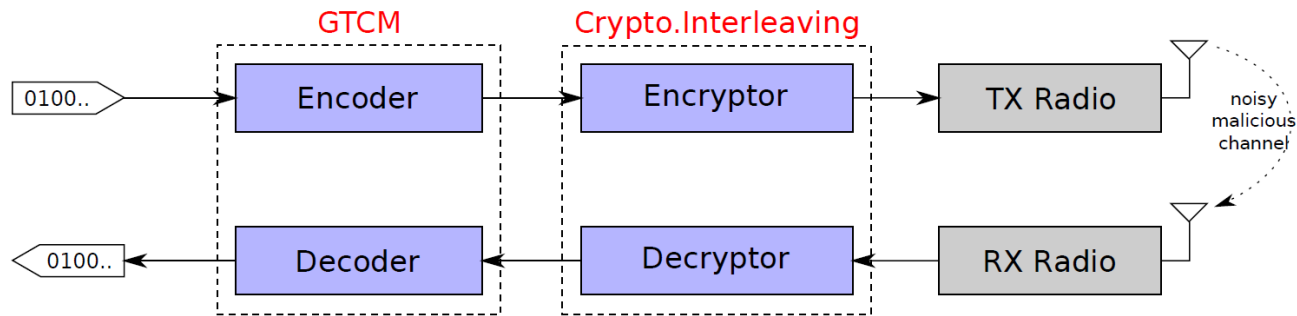 GTCM
Crypto.Interleaving
0100..
Encoder
Encryptor
TX Radio
noisy
malicious
channel
0100..
Decoder
Decryptor
RX Radio